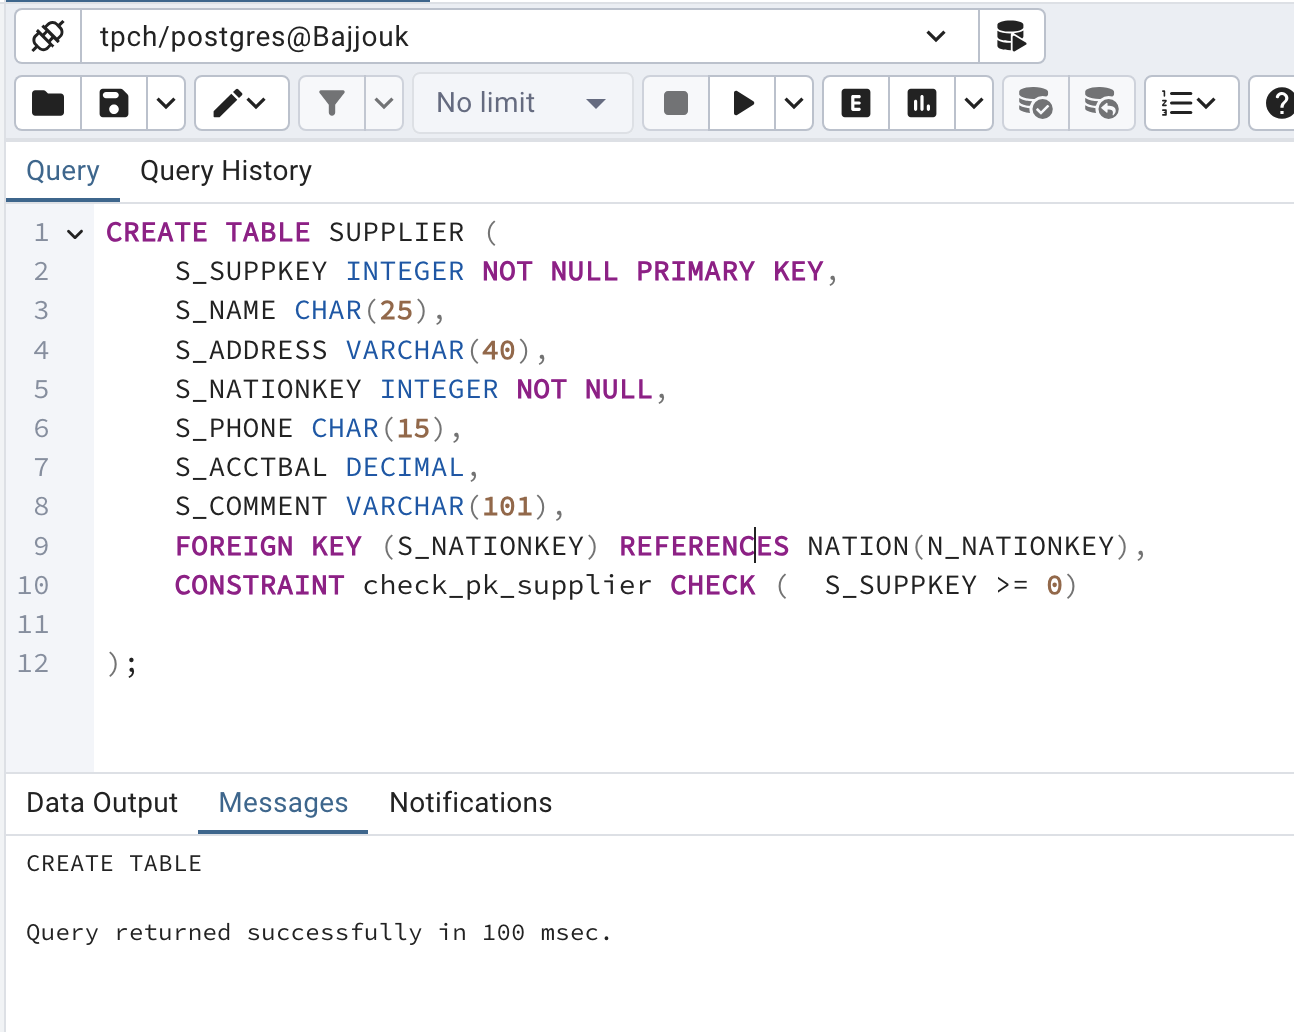 tpch/postgres@Bajjouk
No limit
E
Query Query History
1 CREATE TABLE SUPPLIER (
2 S_SUPPKEY INTEGER NOT NULL PRIMARY KEY,
3 S_NAME CHAR(25),
4 S_ADDRESS VARCHAR(40),
5 S_NATIONKEY INTEGER NOT NULL,
6 S_PHONE CHAR(15),
7 S_ACCTBAL DECIMAL,
8 S_COMMENT VARCHAR(101),
9 FOREIGN KEY (S_NATIONKEY) REFERENCES NATION(N_NATIONKEY),
10 CONSTRAINT check_pk_supplier CHECK (  S_SUPPKEY >= 0)
11
12 );
Data Output Messages Notifications
CREATE TABLE
Query returned successfully in 100 msec.